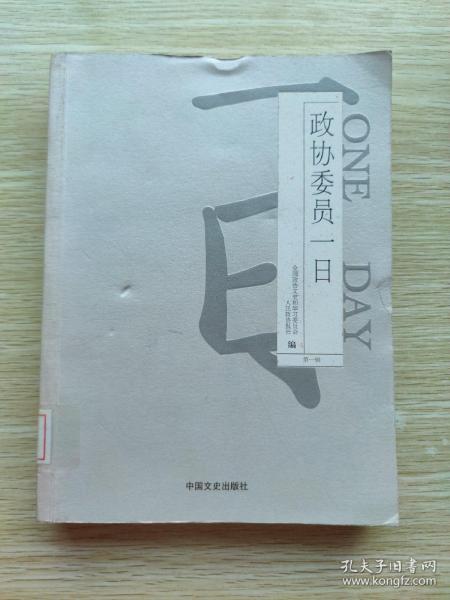 一日
ONE DAY
政协委员一日
全国政协文史和学习委员会
人民政协报社
编
第一辑
中国文史出版社
孔夫子旧书网
www.kongfz.com